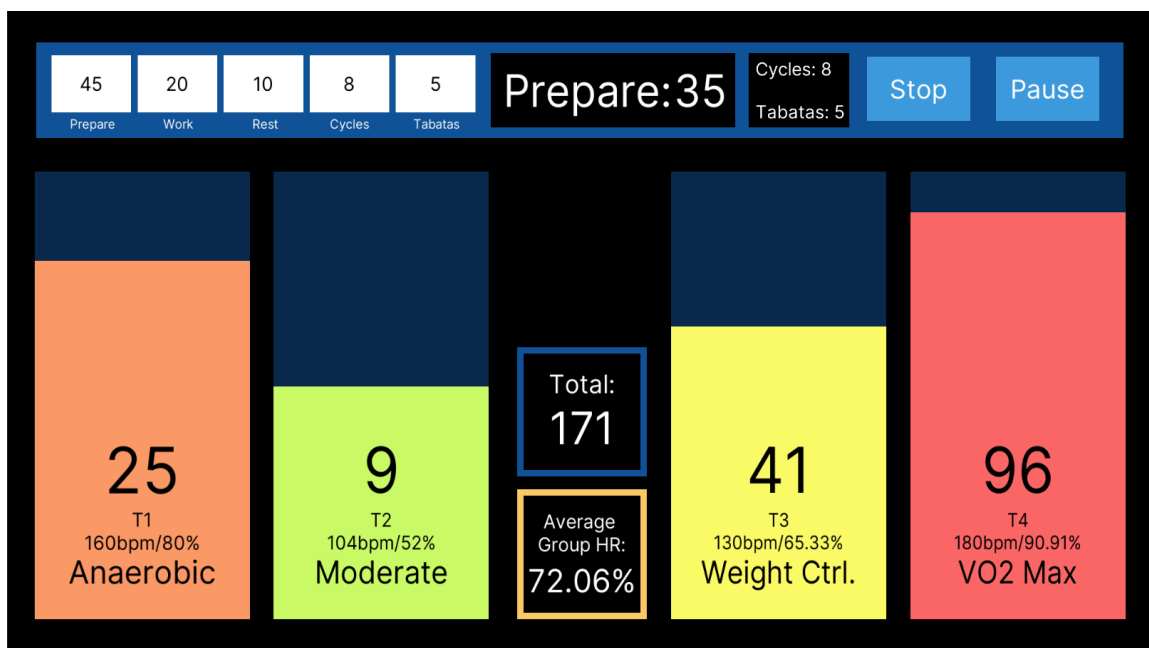 45
20
10
8
5
Prepare
Work
Rest
Cycles
Tabatas
Prepare:35
Cycles: 8
Tabatas: 5
Stop
Pause
25
T1
160bpm/80%
Anaerobic
9
T2
104bpm/52%
Moderate
Total:
171
Average
Group HR:
72.06%
41
T3
130bpm/65.33%
Weight Ctrl.
96
T4
180bpm/90.91%
VO2 Max